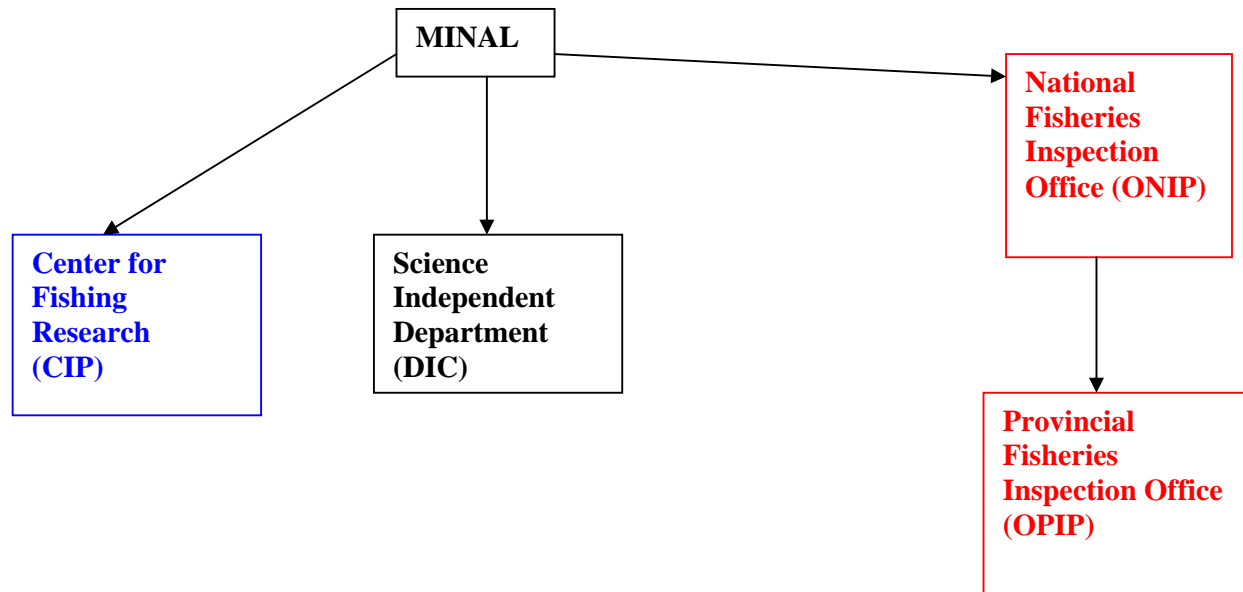 MINAL
National
Fisheries
Inspection
Office (ONIP)
Center for
Fishing
Research
(CIP)
Science
Independent
Department
(DIC)
Provincial
Fisheries
Inspection Office
(OPIP)